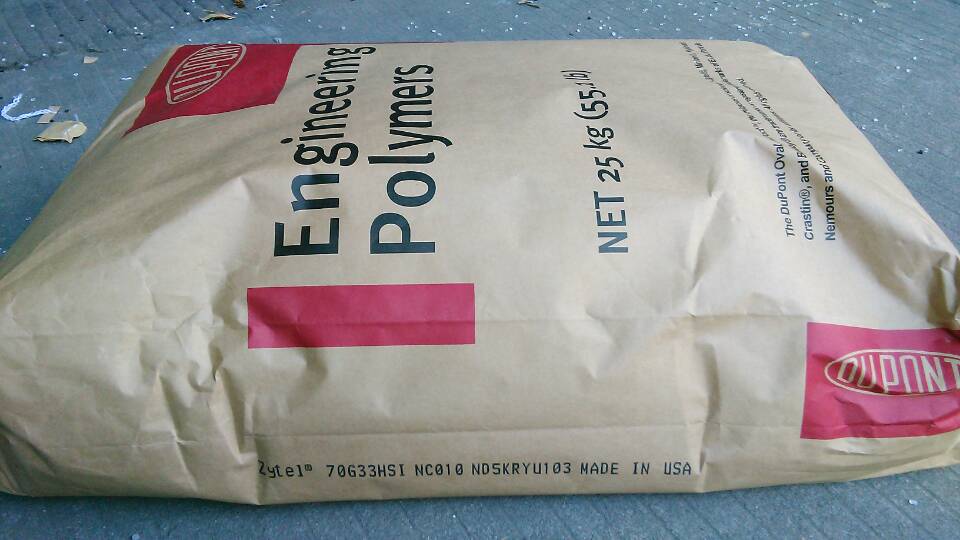 DUPONT
Engineering
Polymers
NET 25 kg (55.1 lb)
The DuPont Oval
Crastin®, and
Nemours and
DUPONT
Zytel® 70G33HSI NC010 ND5KRYU103 MADE IN USA